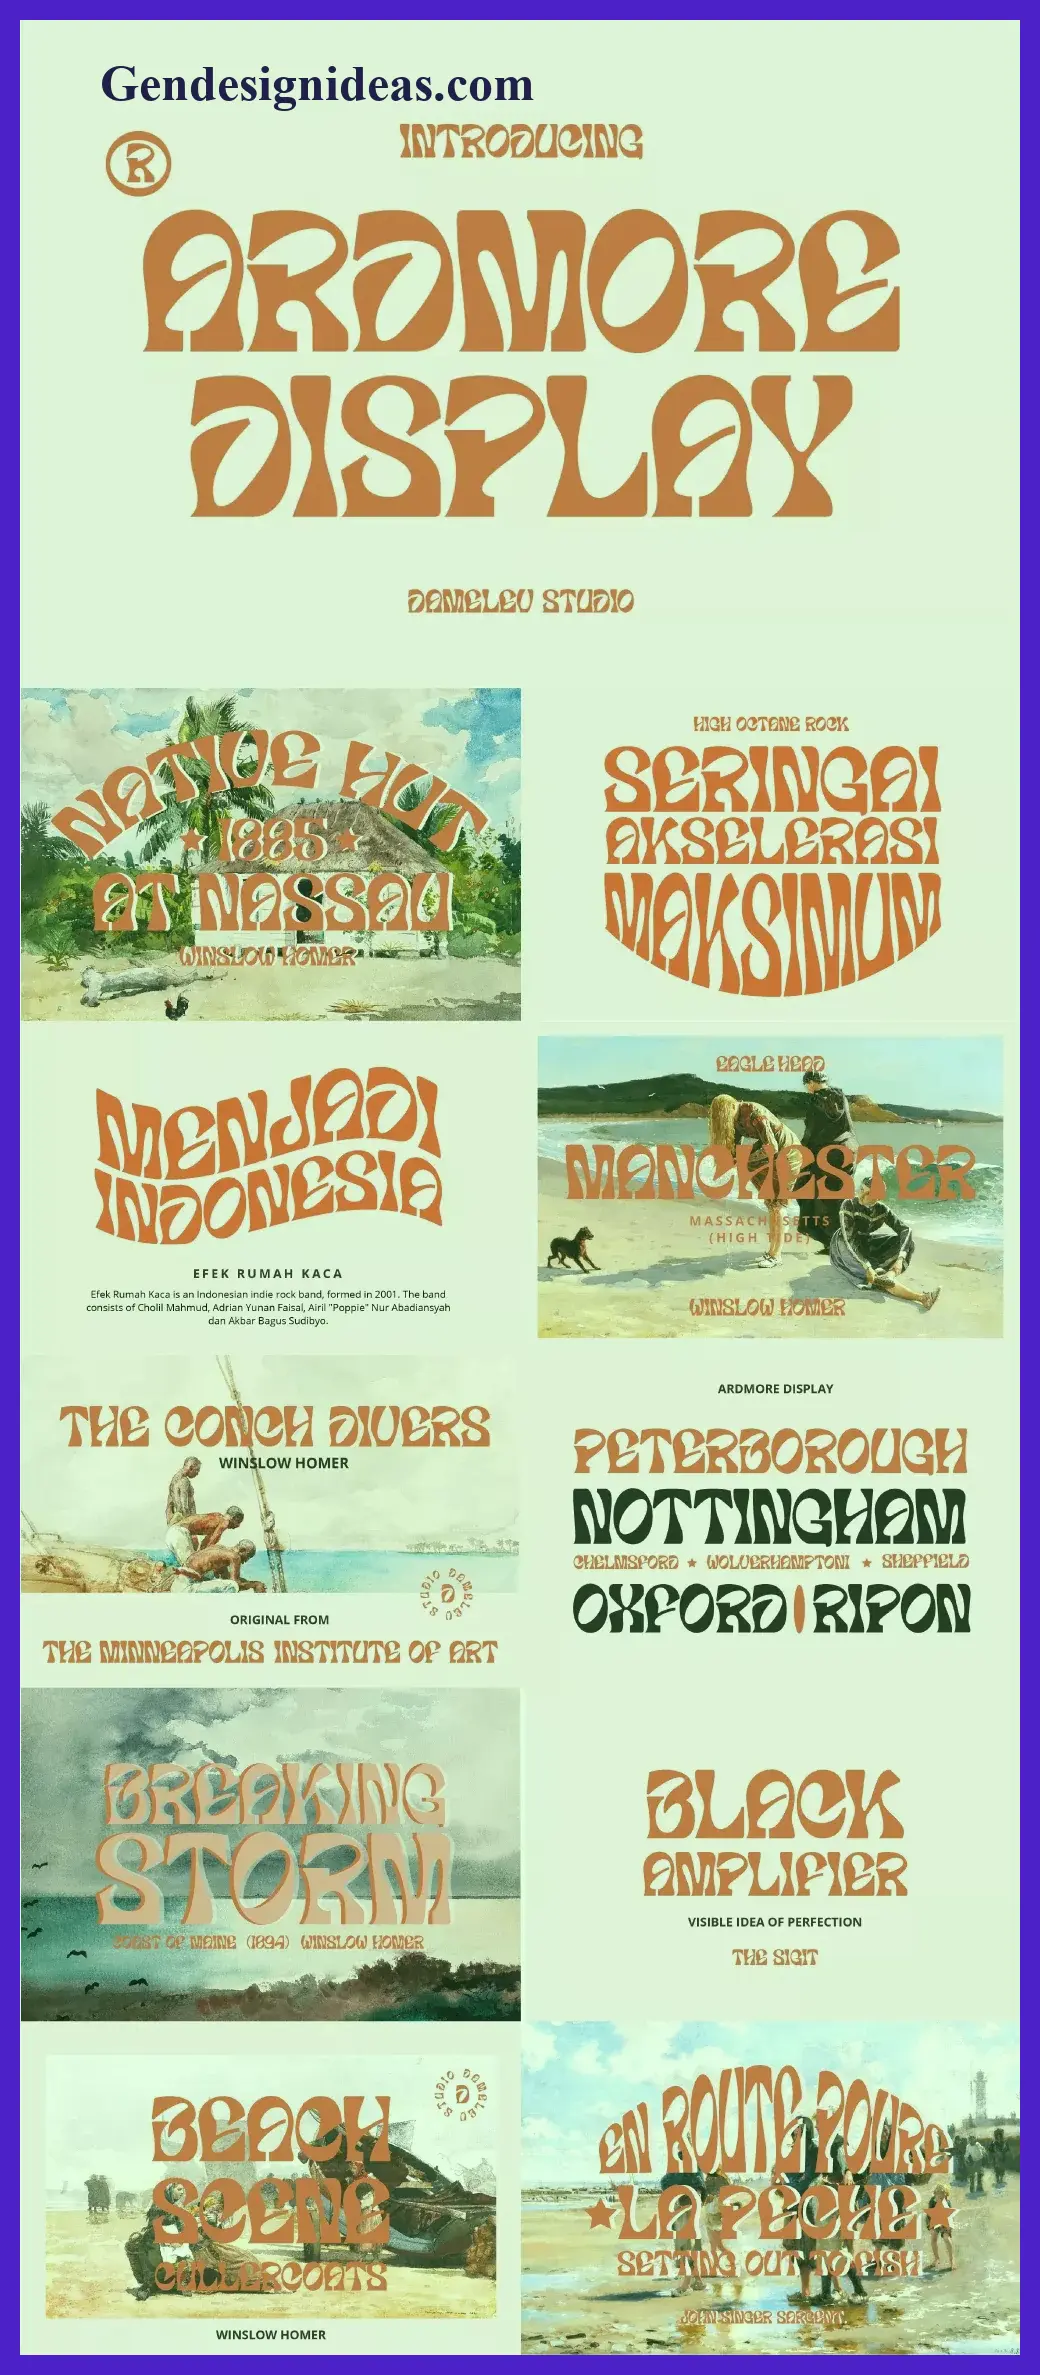 Gendesignideas.com
INTRODUCING
R
ARDMORE
DISPLAY
DAMELEV STUDIO
NATIVE HUT
★ 1885 ★
AT NASSAU
WINSLOW HOMER
HIGH OCTANE ROCK
SERINGAI
AKSELERASI
MAKSIMUM
MENJADI
INDONESIA
EFEK RUMAH KACA
Efek Rumah Kaca is an Indonesian indie rock band, formed in 2001. The band
consists of Cholil Mahmud, Adrian Yunan Faisal, Airil "Poppie" Nur Abadiansyah
dan Akbar Bagus Sudibyo.
EAGLE HEAD
MANCHESTER
MASSACHUSETTS
(HIGH TIDE)
WINSLOW HOMER
THE CONCH DIVERS
WINSLOW HOMER
STUDIO DEMELEV
D
ORIGINAL FROM
THE MINNEAPOLIS INSTITUTE OF ART
ARDMORE DISPLAY
PETERBOROUGH
NOTTINGHAM
CHELMSFORD ★ WOLVERHAMPTONI ★ SHEFFIELD
OXFORD RIPON
BREAKING
STORM
COAST OF MAINE (1894) WINSLOW HOMER
BLACK
AMPLIFIER
VISIBLE IDEA OF PERFECTION
THE SIGIT
STUDIO DEMELEV
D
BEACH
SCENE
CULLERCOATS
WINSLOW HOMER
EN ROUTE POURE
★ LA PÊCHE ★
SETTING OUT TO FISH
JOHN SINGER SARGENT